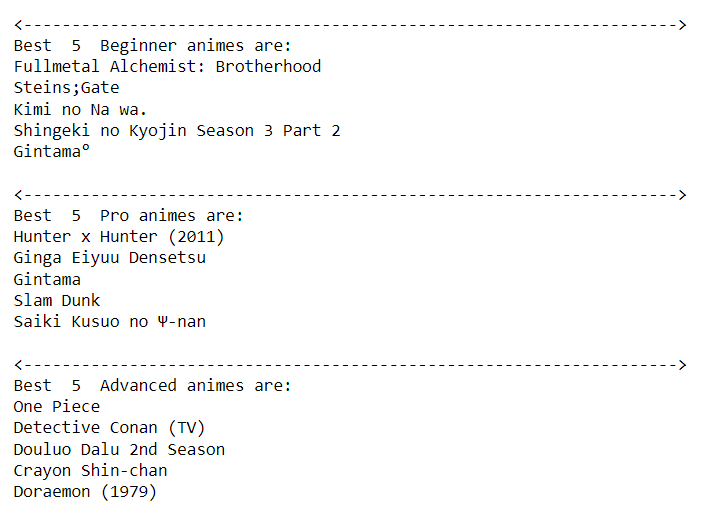 <------------------------------------------------------------------->
Best  5  Beginner animes are:
Fullmetal Alchemist: Brotherhood
Steins;Gate
Kimi no Na wa.
Shingeki no Kyojin Season 3 Part 2
Gintama°
<------------------------------------------------------------------->
Best  5  Pro animes are:
Hunter x Hunter (2011)
Ginga Eiyuu Densetsu
Gintama
Slam Dunk
Saiki Kusuo no Ψ-nan
<------------------------------------------------------------------->
Best  5  Advanced animes are:
One Piece
Detective Conan (TV)
Douluo Dalu 2nd Season
Crayon Shin-chan
Doraemon (1979)